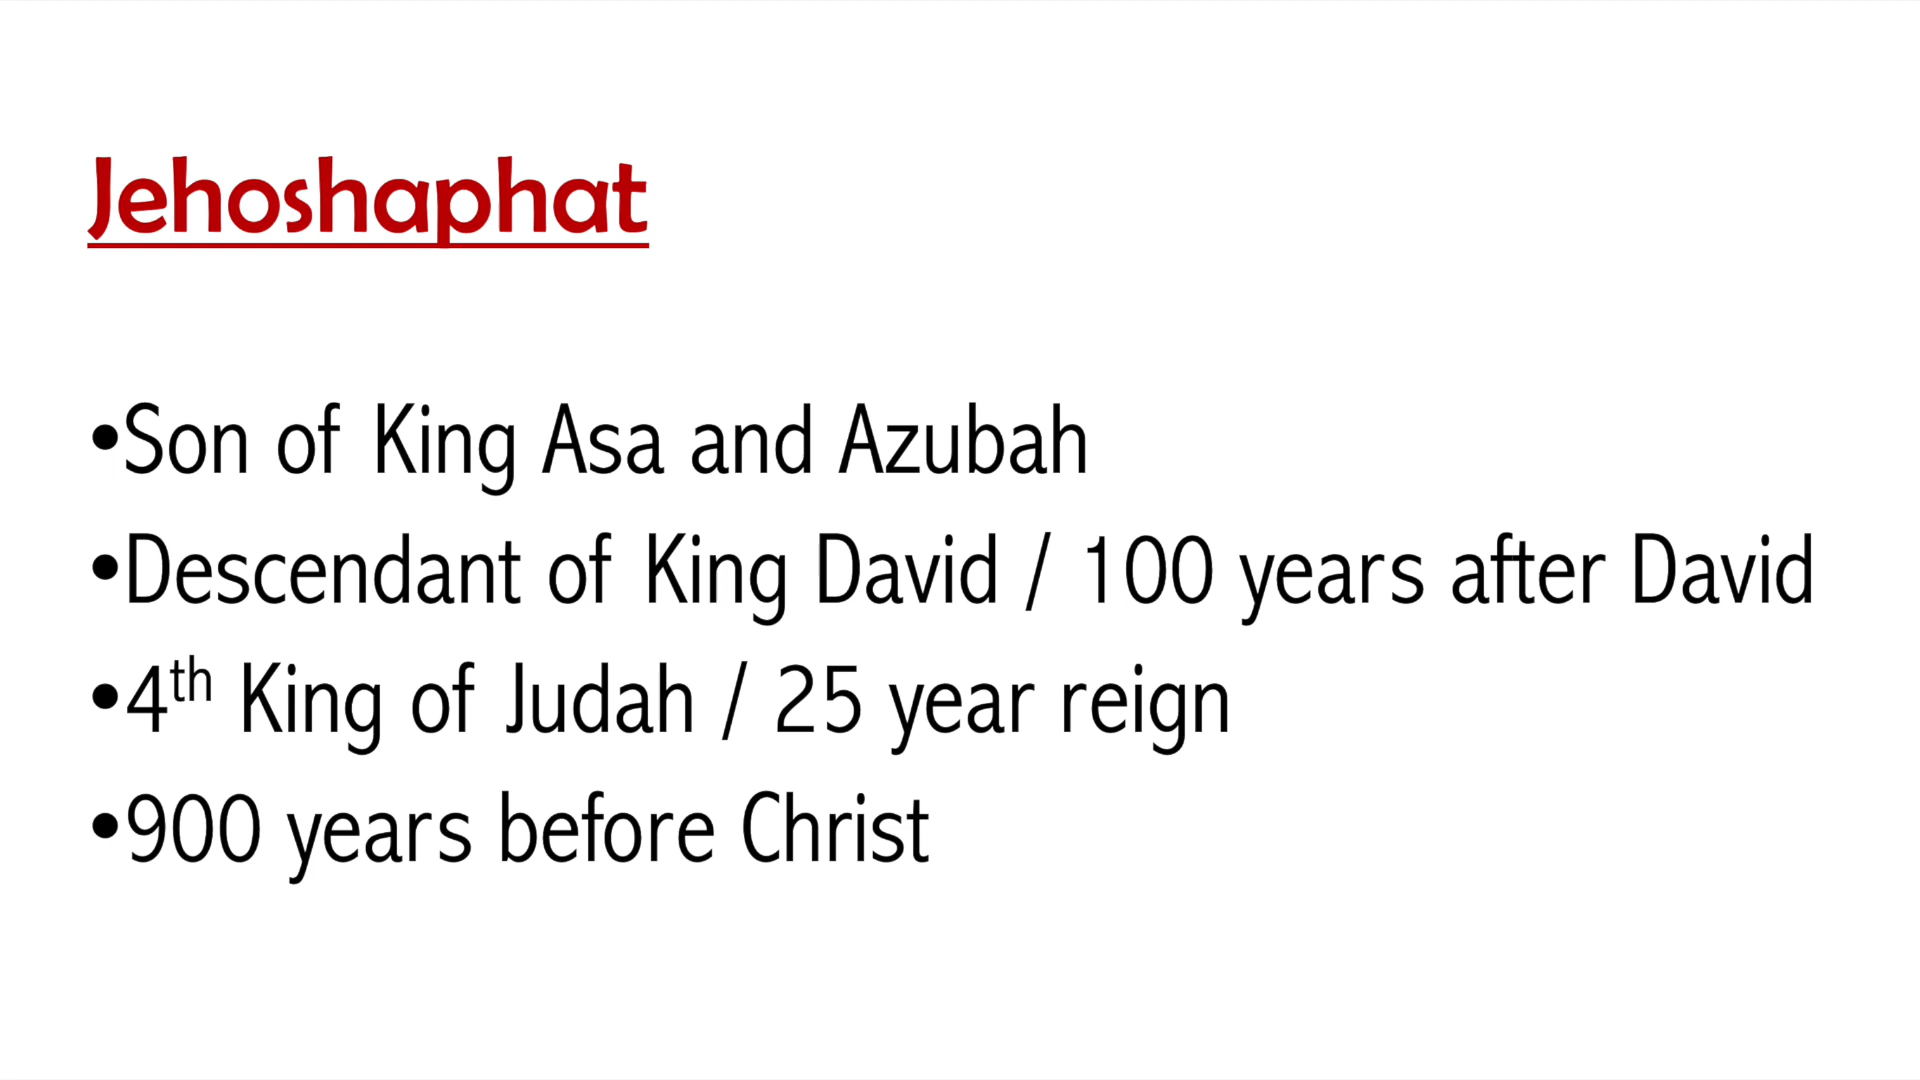 Jehoshaphat
•Son of King Asa and Azubah
•Descendant of King David / 100 years after David
•4th King of Judah / 25 year reign
•900 years before Christ